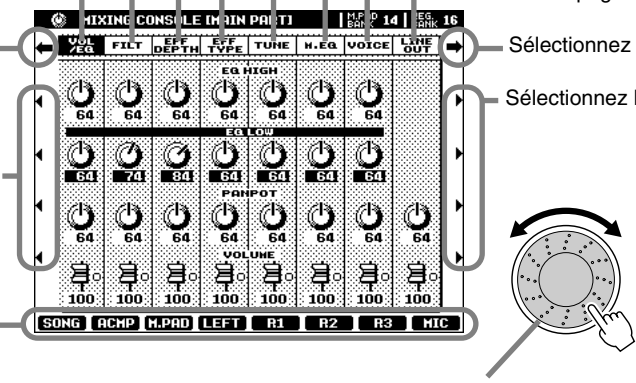 MIXING CONSOLE [MAIN PART] M.PAD BANK 14 REG. BANK 16
VOL/EQ FILT EFF DEPTH EFF TYPE TUNE M.EQ VOICE LINE OUT
Sélectionnez
EQ HIGH
Sélectionnez
64 64 64 64 64 64 64
EQ LOW
64 74 84 64 64 64 64
PANPOT
64 64 64 64 64 64 64 64
VOLUME
100 100 100 100 100 100 100 100
SONG ACMP M.PAD LEFT R1 R2 R3 MIC